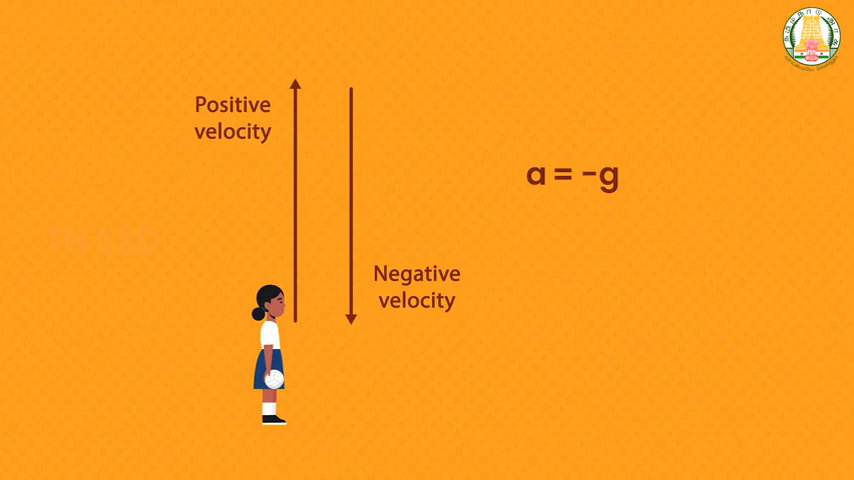 Positive
velocity
a = -g
Negative
velocity